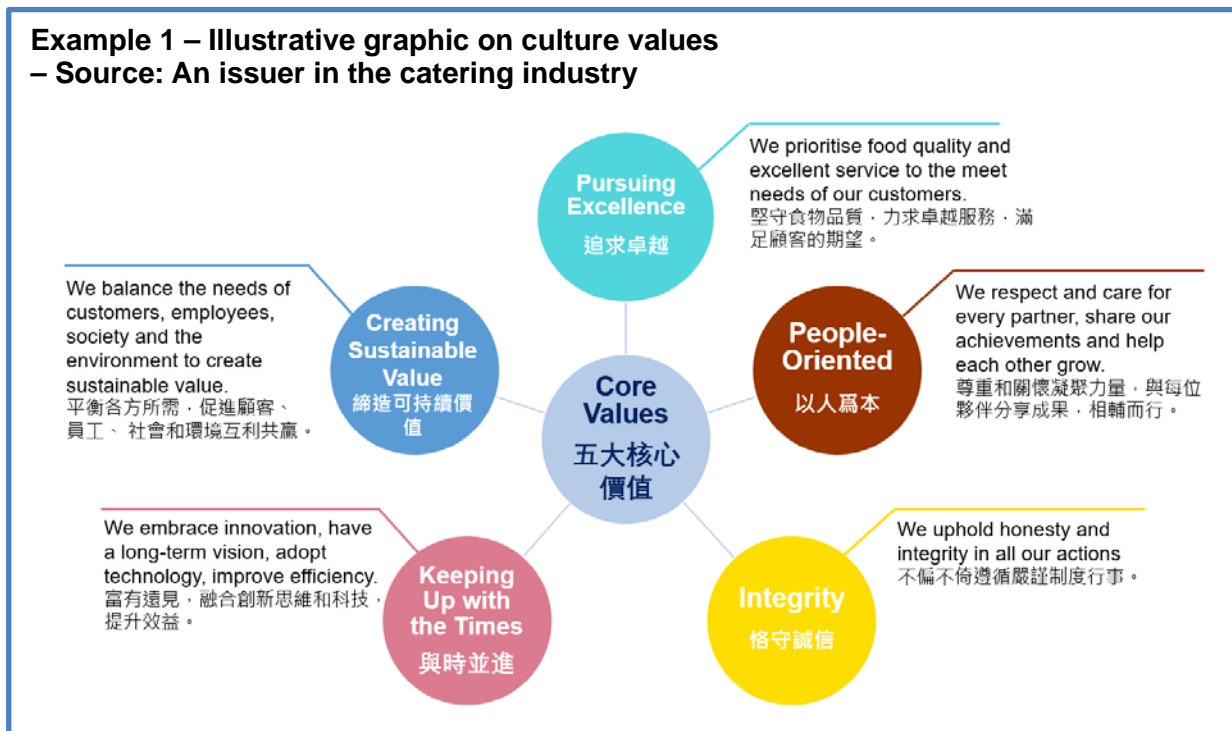 Example 1 – Illustrative graphic on culture values
– Source: An issuer in the catering industry
Pursuing
Excellence
追求卓越
We prioritise food quality and
excellent service to the meet
needs of our customers.
堅守食物品質，力求卓越服務，滿
足顧客的期望。
People-
Oriented
以人爲本
We respect and care for
every partner, share our
achievements and help
each other grow.
尊重和關懷凝聚力量，與每位
夥伴分享成果，相輔而行。
Integrity
恪守誠信
We uphold honesty and
integrity in all our actions
不偏不倚遵循嚴謹制度行事。
Keeping
Up with
the Times
與時並進
We embrace innovation, have
a long-term vision, adopt
technology, improve efficiency.
富有遠見，融合創新思維和科技，
提升效益。
Creating
Sustainable
Value
締造可持續價
值
We balance the needs of
customers, employees,
society and the
environment to create
sustainable value.
平衡各方所需，促進顧客、
員工、 社會和環境互利共贏。
Core
Values
五大核心
價值